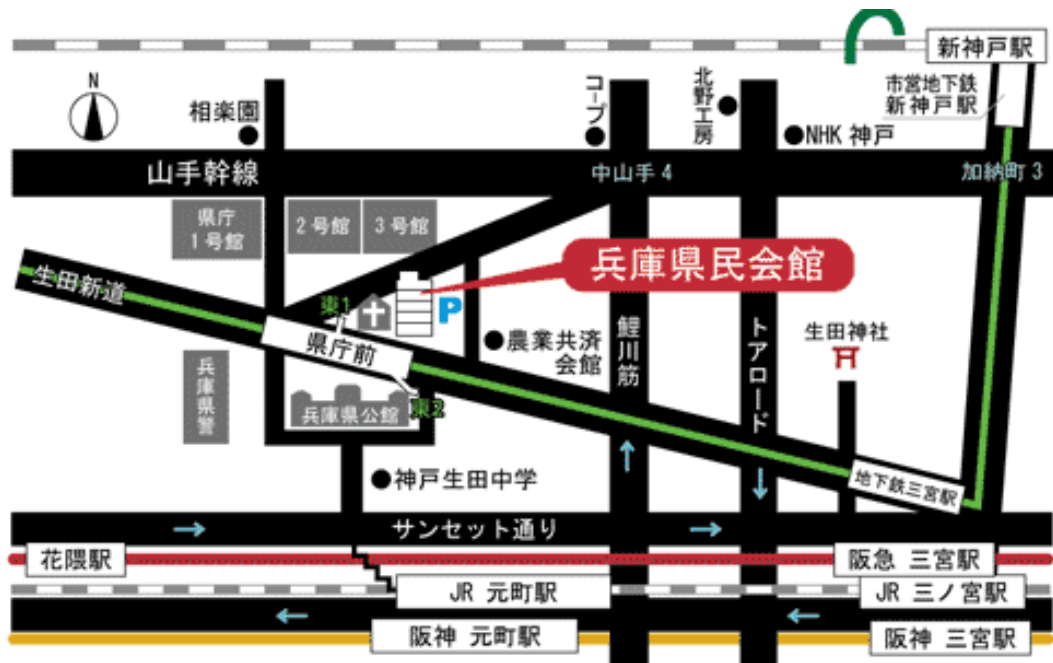 新神戸駅
市営地下鉄
新神戸駅
N
相楽園
コープ
北野工房
NHK 神戸
山手幹線
中山手4
加納町3
県庁
1号館
2号館
3号館
兵庫県民会館
生田新道
東1
P
県庁前
農業共済
会館
鯉川筋
トアロード
生田神社
兵庫県警
兵庫県公館
東2
神戸生田中学
地下鉄三宮駅
サンセット通り
花隈駅
阪急 三宮駅
JR 元町駅
JR 三ノ宮駅
阪神 元町駅
阪神 三宮駅